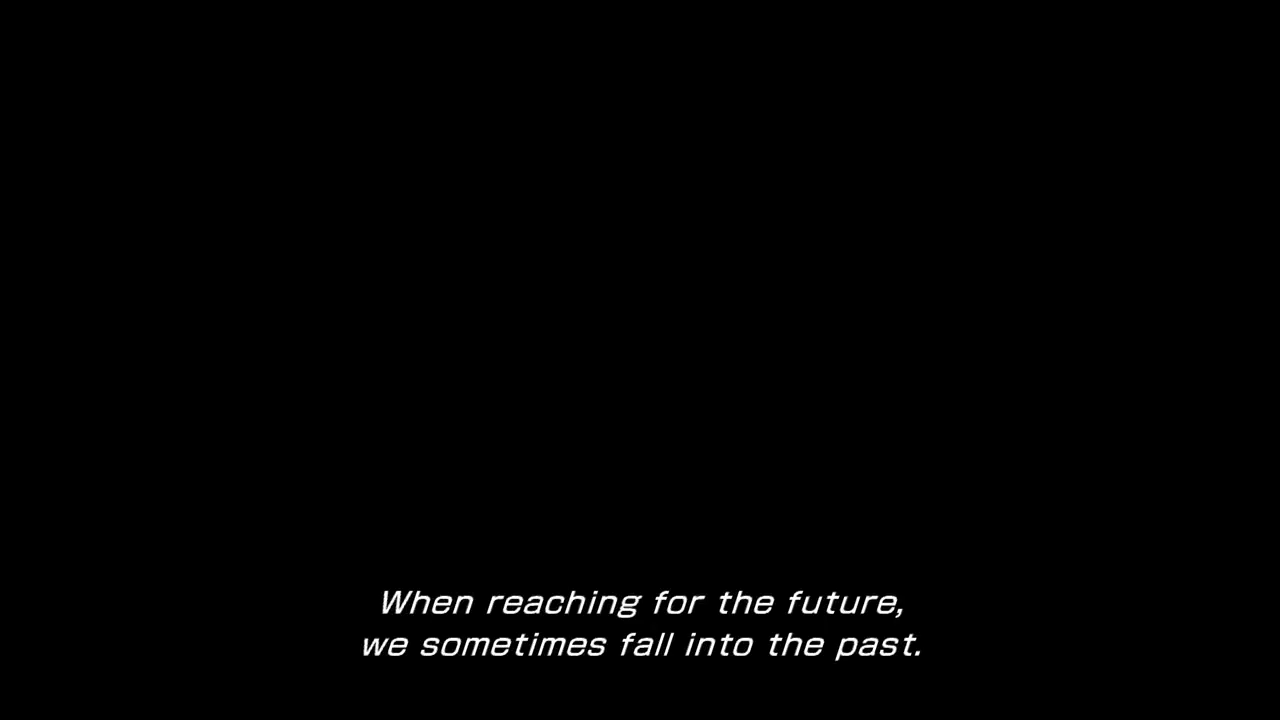 When reaching for the future,
we sometimes fall into the past.